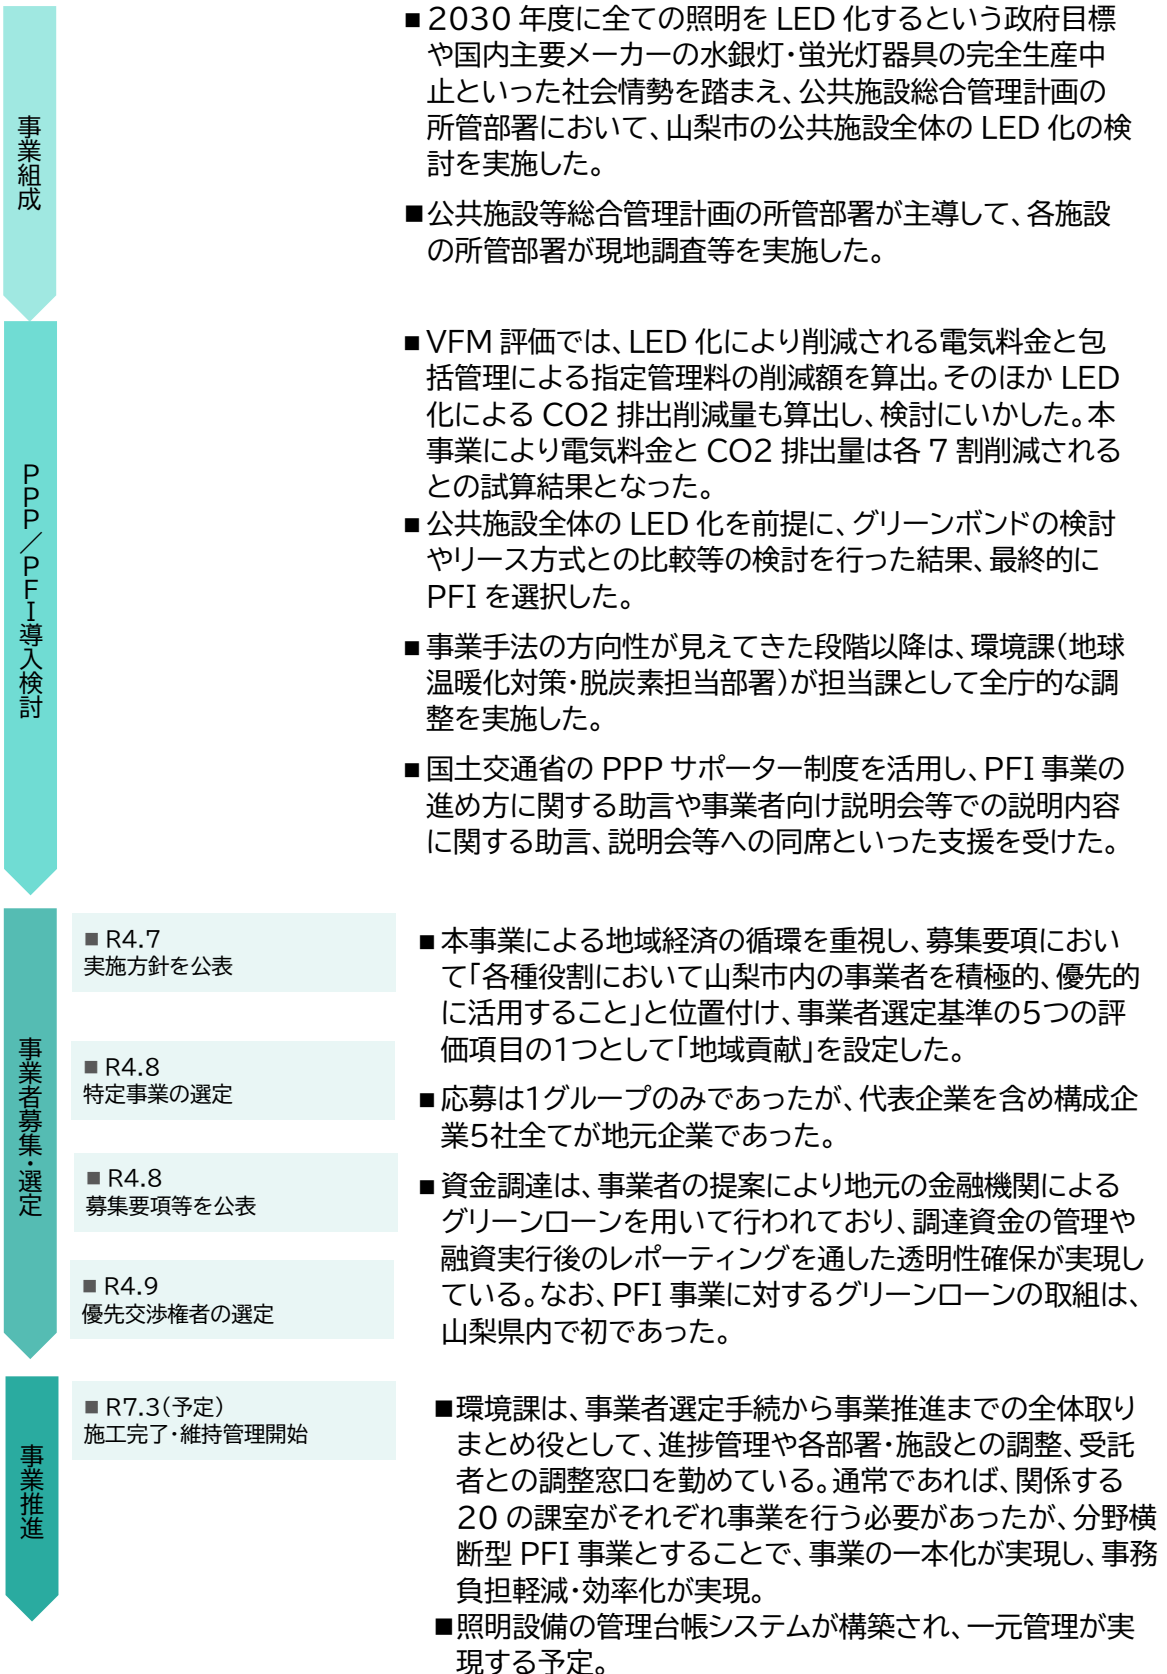 事業組成
■2030 年度に全ての照明を LED 化するという政府目標
や国内主要メーカーの水銀灯・蛍光灯器具の完全生産中
止といった社会情勢を踏まえ、公共施設総合管理計画の
所管部署において、山梨市の公共施設全体の LED 化の検
討を実施した。
■公共施設等総合管理計画の所管部署が主導して、各施設
の所管部署が現地調査等を実施した。
PPP/PFI導入検討
■VFM 評価では、LED 化により削減される電気料金と包
括管理による指定管理料の削減額を算出。そのほか LED
化による CO2 排出削減量も算出し、検討にいかした。本
事業により電気料金と CO2 排出量は各 7 割削減される
との試算結果となった。
■公共施設全体の LED 化を前提に、グリーンボンドの検討
やリース方式との比較等の検討を行った結果、最終的に
PFI を選択した。
■事業手法の方向性が見えてきた段階以降は、環境課(地球
温暖化対策・脱炭素担当部署)が担当課として全庁的な調
整を実施した。
■国土交通省の PPP サポーター制度を活用し、PFI 事業の
進め方に関する助言や事業者向け説明会等での説明内容
に関する助言、説明会等への同席といった支援を受けた。
事業者募集・選定
■ R4.7
実施方針を公表
■ R4.8
特定事業の選定
■ R4.8
募集要項等を公表
■ R4.9
優先交渉権者の選定
■本事業による地域経済の循環を重視し、募集要項におい
て「各種役割において山梨市内の事業者を積極的、優先的
に活用すること」と位置付け、事業者選定基準の5つの評
価項目の1つとして「地域貢献」を設定した。
■応募は1グループのみであったが、代表企業を含め構成企
業5社全てが地元企業であった。
■資金調達は、事業者の提案により地元の金融機関による
グリーンローンを用いて行われており、調達資金の管理や
融資実行後のレポーティングを通した透明性確保が実現し
ている。なお、PFI 事業に対するグリーンローンの取組は、
山梨県内で初であった。
事業推進
■ R7.3(予定)
施工完了・維持管理開始
■環境課は、事業者選定手続から事業推進までの全体取り
まとめ役として、進捗管理や各部署・施設との調整、受託
者との調整窓口を勤めている。通常であれば、関係する
20 の課室がそれぞれ事業を行う必要があったが、分野横
断型 PFI 事業とすることで、事業の一本化が実現し、事務
負担軽減・効率化が実現。
■照明設備の管理台帳システムが構築され、一元管理が実
現する予定。